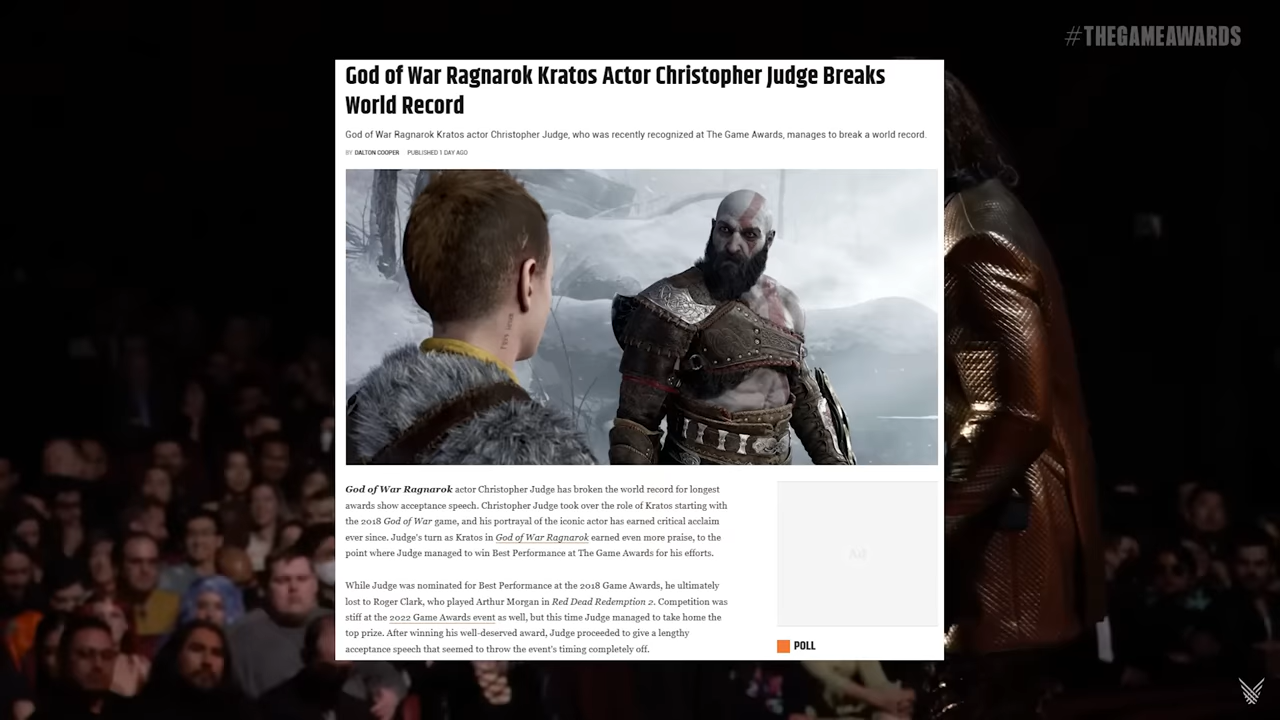 #THEGAMEAWARDS
God of War Ragnarok Kratos Actor Christopher Judge Breaks
World Record
God of War Ragnarok Kratos actor Christopher Judge, who was recently recognized at The Game Awards, manages to break a world record.
BY DALTON COOPER PUBLISHED 1 DAY AGO
God of War Ragnarok actor Christopher Judge has broken the world record for longest
awards show acceptance speech. Christopher Judge took over the role of Kratos starting with
the 2018 God of War game, and his portrayal of the iconic actor has earned critical acclaim
ever since. Judge's turn as Kratos in God of War Ragnarok earned even more praise, to the
point where Judge managed to win Best Performance at The Game Awards for his efforts.
While Judge was nominated for Best Performance at the 2018 Game Awards, he ultimately
lost to Roger Clark, who played Arthur Morgan in Red Dead Redemption 2. Competition was
stiff at the 2022 Game Awards event as well, but this time Judge managed to take home the
top prize. After winning his well-deserved award, Judge proceeded to give a lengthy
acceptance speech that seemed to throw the event's timing completely off.
Ad
POLL